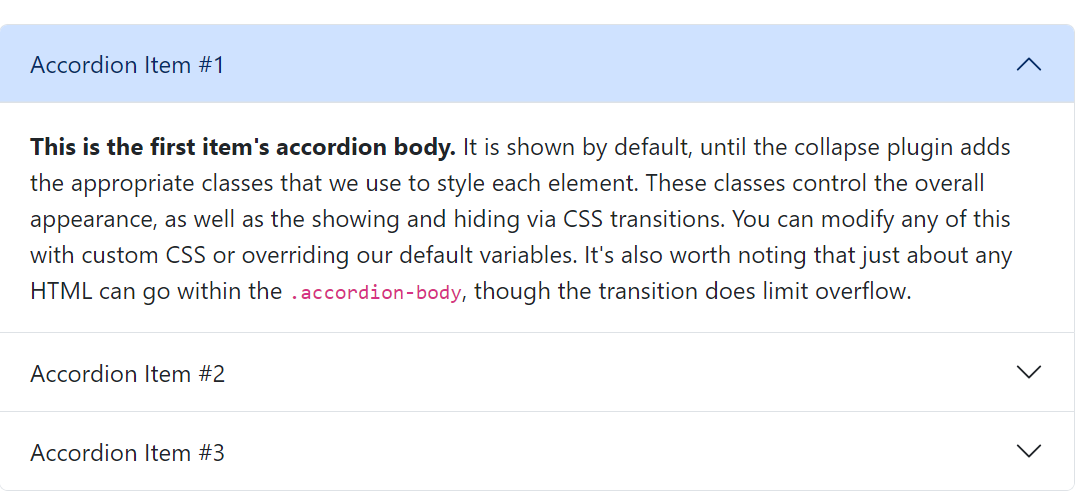 Accordion Item #1
This is the first item's accordion body. It is shown by default, until the collapse plugin adds
the appropriate classes that we use to style each element. These classes control the overall
appearance, as well as the showing and hiding via CSS transitions. You can modify any of this
with custom CSS or overriding our default variables. It's also worth noting that just about any
HTML can go within the .accordion-body, though the transition does limit overflow.
Accordion Item #2
Accordion Item #3